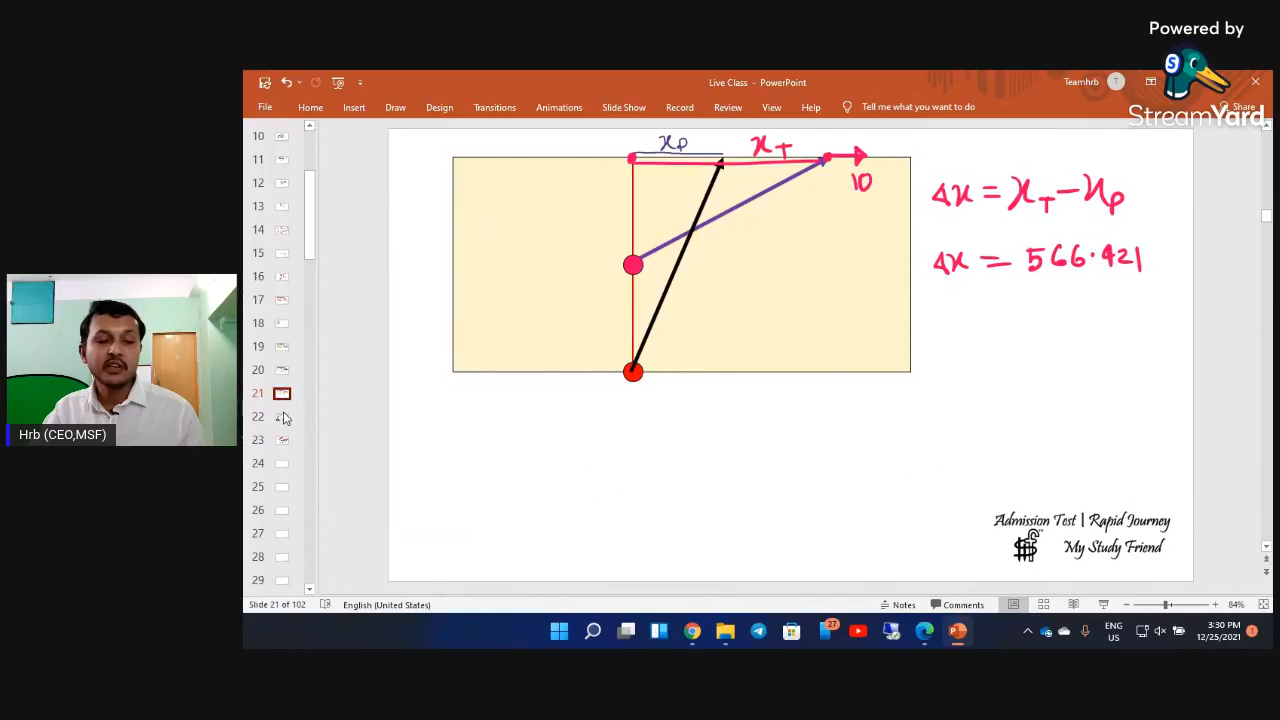 Powered by
StreamYard
Live Class - PowerPoint
Teamhrb
T
File
Home
Insert
Draw
Design
Transitions
Animations
Slide Show
Record
Review
View
Help
Tell me what you want to do
Share
10
11
12
13
14
15
16
17
18
19
20
21
22
23
24
25
26
27
28
29
xP
xT
10
Δx = xT - xP
Δx = 566.421
Admission Test | Rapid Journey
My Study Friend
Hrb (CEO,MSF)
Slide 21 of 102
English (United States)
Notes
Comments
84%
27
ENG
US
3:30 PM
12/25/2021
1